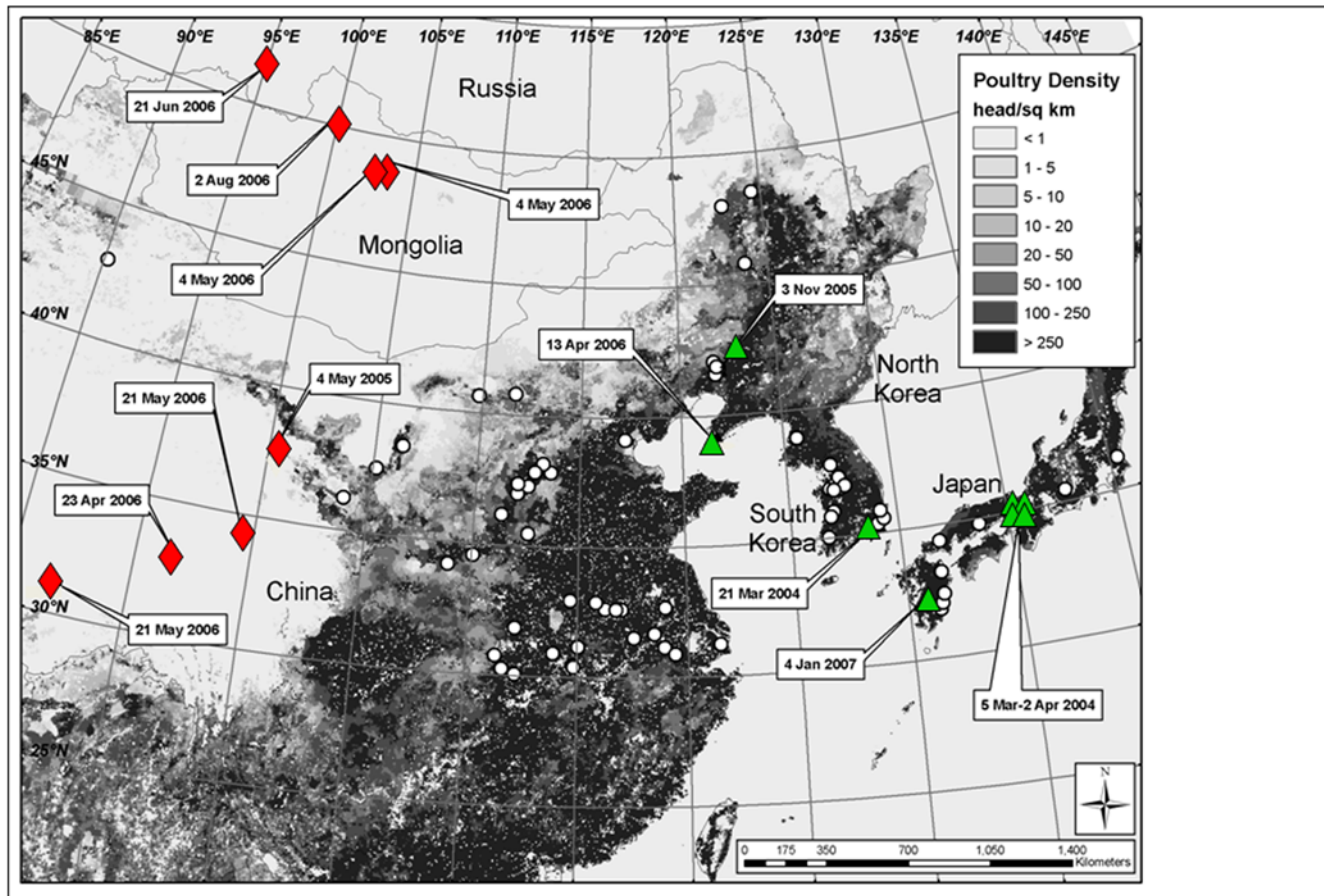 85°E 90°E 95°E 100°E 105°E 110°E 115°E 120°E 125°E 130°E 135°E 140°E 145°E
Russia
21 Jun 2006
2 Aug 2006
4 May 2006
4 May 2006
Mongolia
45°N
40°N
35°N
30°N
25°N
3 Nov 2005
13 Apr 2006
4 May 2005
21 May 2006
23 Apr 2006
21 May 2006
China
North
Korea
South
Korea
Japan
21 Mar 2004
4 Jan 2007
5 Mar-2 Apr 2004
Poultry Density
head/sq km
< 1
1 - 5
5 - 10
10 - 20
20 - 50
50 - 100
100 - 250
> 250
N
0 175 350 700 1,050 1,400
Kilometers